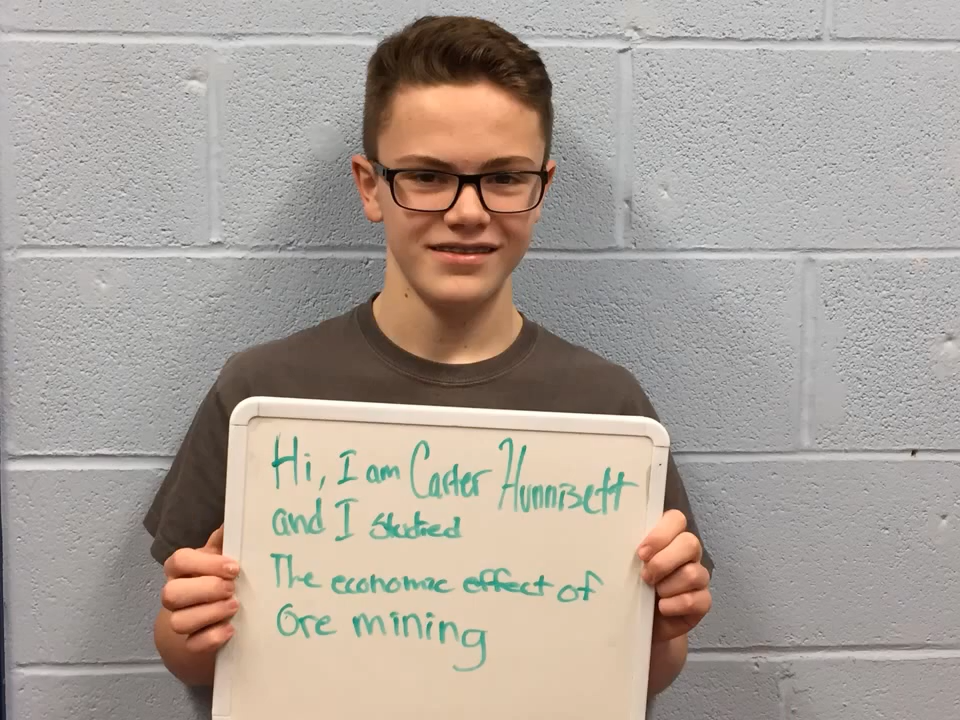 Hi, I am Carter Hunnisett
and I studied
The economic effect of
Ore mining